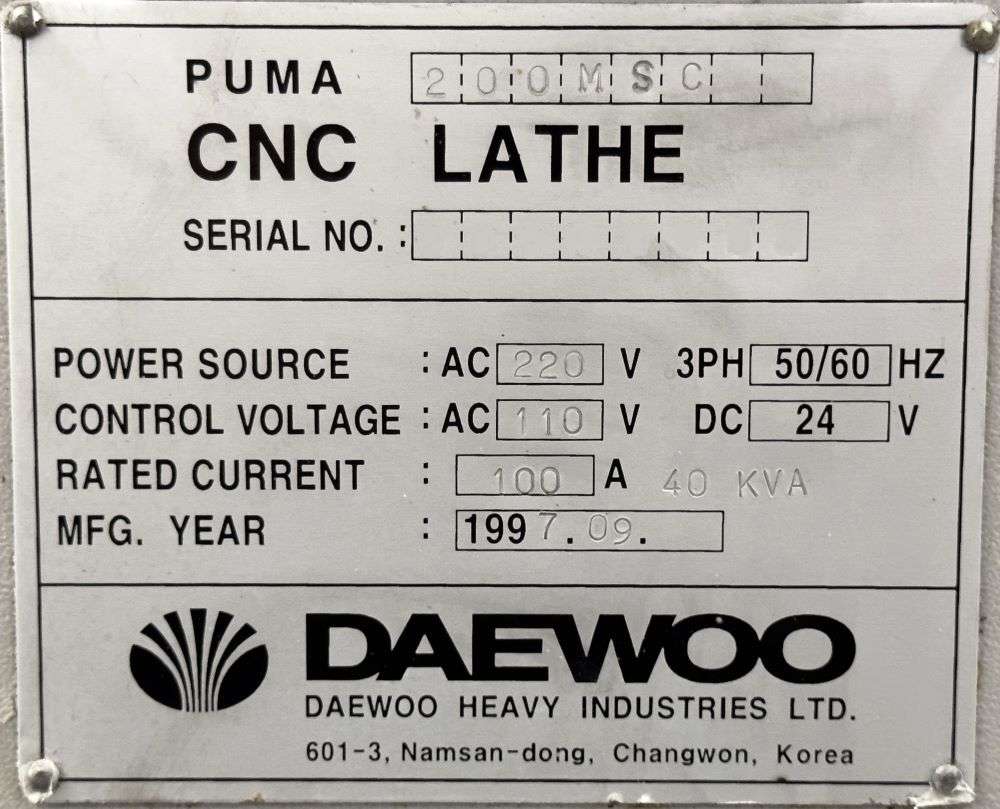 PUMA 200MSC
CNC LATHE
SERIAL NO. :
POWER SOURCE : AC 220 V 3PH 50/60 HZ
CONTROL VOLTAGE : AC 110 V DC 24 V
RATED CURRENT : 100 A 40 KVA
MFG. YEAR : 1997.09.
DAEWOO
DAEWOO HEAVY INDUSTRIES LTD.
601-3, Namsan-dong, Changwon, Korea